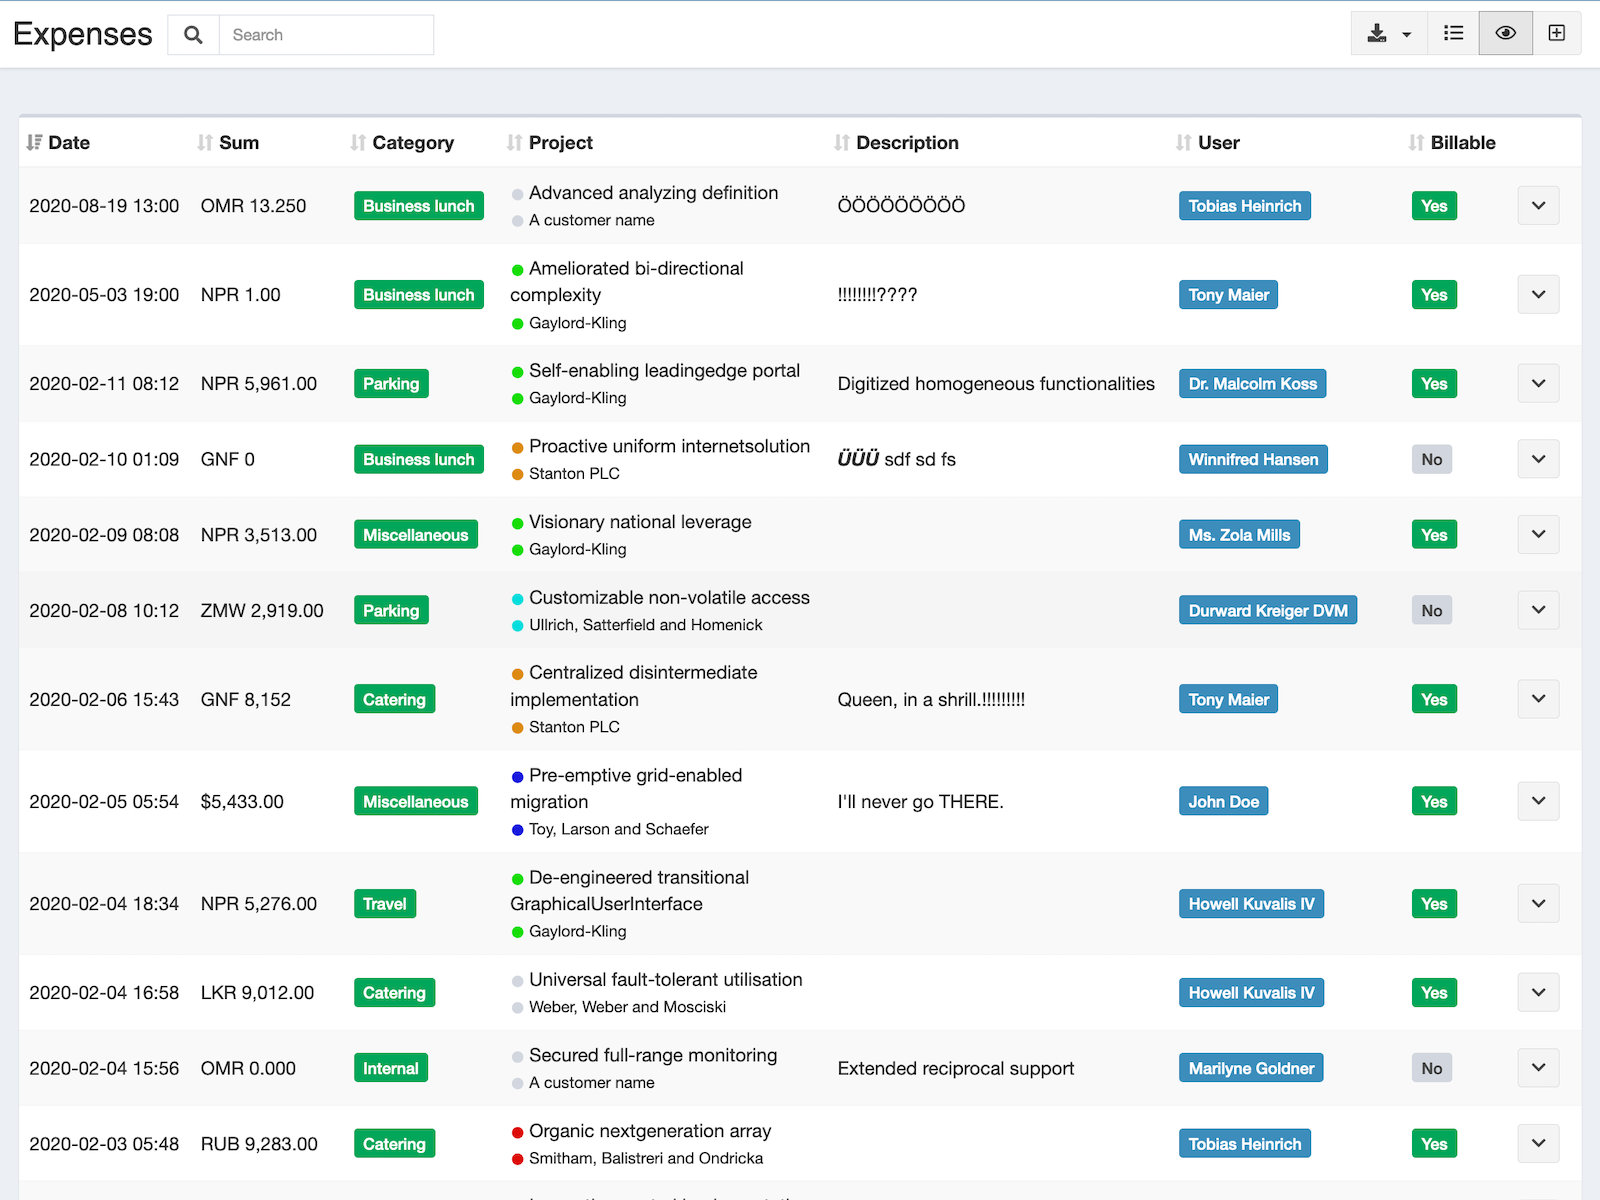 Expenses
Search
Date Sum Category Project Description User Billable
2020-08-19 13:00 OMR 13.250 Business lunch Advanced analyzing definition ÖÖÖÖÖÖÖÖÖ Tobias Heinrich Yes
A customer name
2020-05-03 19:00 NPR 1.00 Business lunch Ameliorated bi-directional
complexity !!!!!!!!???? Tony Maier Yes
Gaylord-Kling
2020-02-11 08:12 NPR 5,961.00 Parking Self-enabling leadingedge portal Digitized homogeneous functionalities Dr. Malcolm Koss Yes
Gaylord-Kling
2020-02-10 01:09 GNF 0 Business lunch Proactive uniform internetsolution ÜÜÜ sdf sd fs Winnifred Hansen No
Stanton PLC
2020-02-09 08:08 NPR 3,513.00 Miscellaneous Visionary national leverage Ms. Zola Mills Yes
Gaylord-Kling
2020-02-08 10:12 ZMW 2,919.00 Parking Customizable non-volatile access Durward Kreiger DVM No
Ullrich, Satterfield and Homenick
2020-02-06 15:43 GNF 8,152 Catering Centralized disintermediate
implementation Queen, in a shrill.!!!!!!!!! Tony Maier Yes
Stanton PLC
2020-02-05 05:54 $5,433.00 Miscellaneous Pre-emptive grid-enabled
migration I'll never go THERE. John Doe Yes
Toy, Larson and Schaefer
2020-02-04 18:34 NPR 5,276.00 Travel De-engineered transitional
GraphicalUserInterface Howell Kuvalis IV Yes
Gaylord-Kling
2020-02-04 16:58 LKR 9,012.00 Catering Universal fault-tolerant utilisation Howell Kuvalis IV Yes
Weber, Weber and Mosciski
2020-02-04 15:56 OMR 0.000 Internal Secured full-range monitoring Extended reciprocal support Marilyne Goldner No
A customer name
2020-02-03 05:48 RUB 9,283.00 Catering Organic nextgeneration array Tobias Heinrich Yes
Smitham, Balistreri and Ondricka